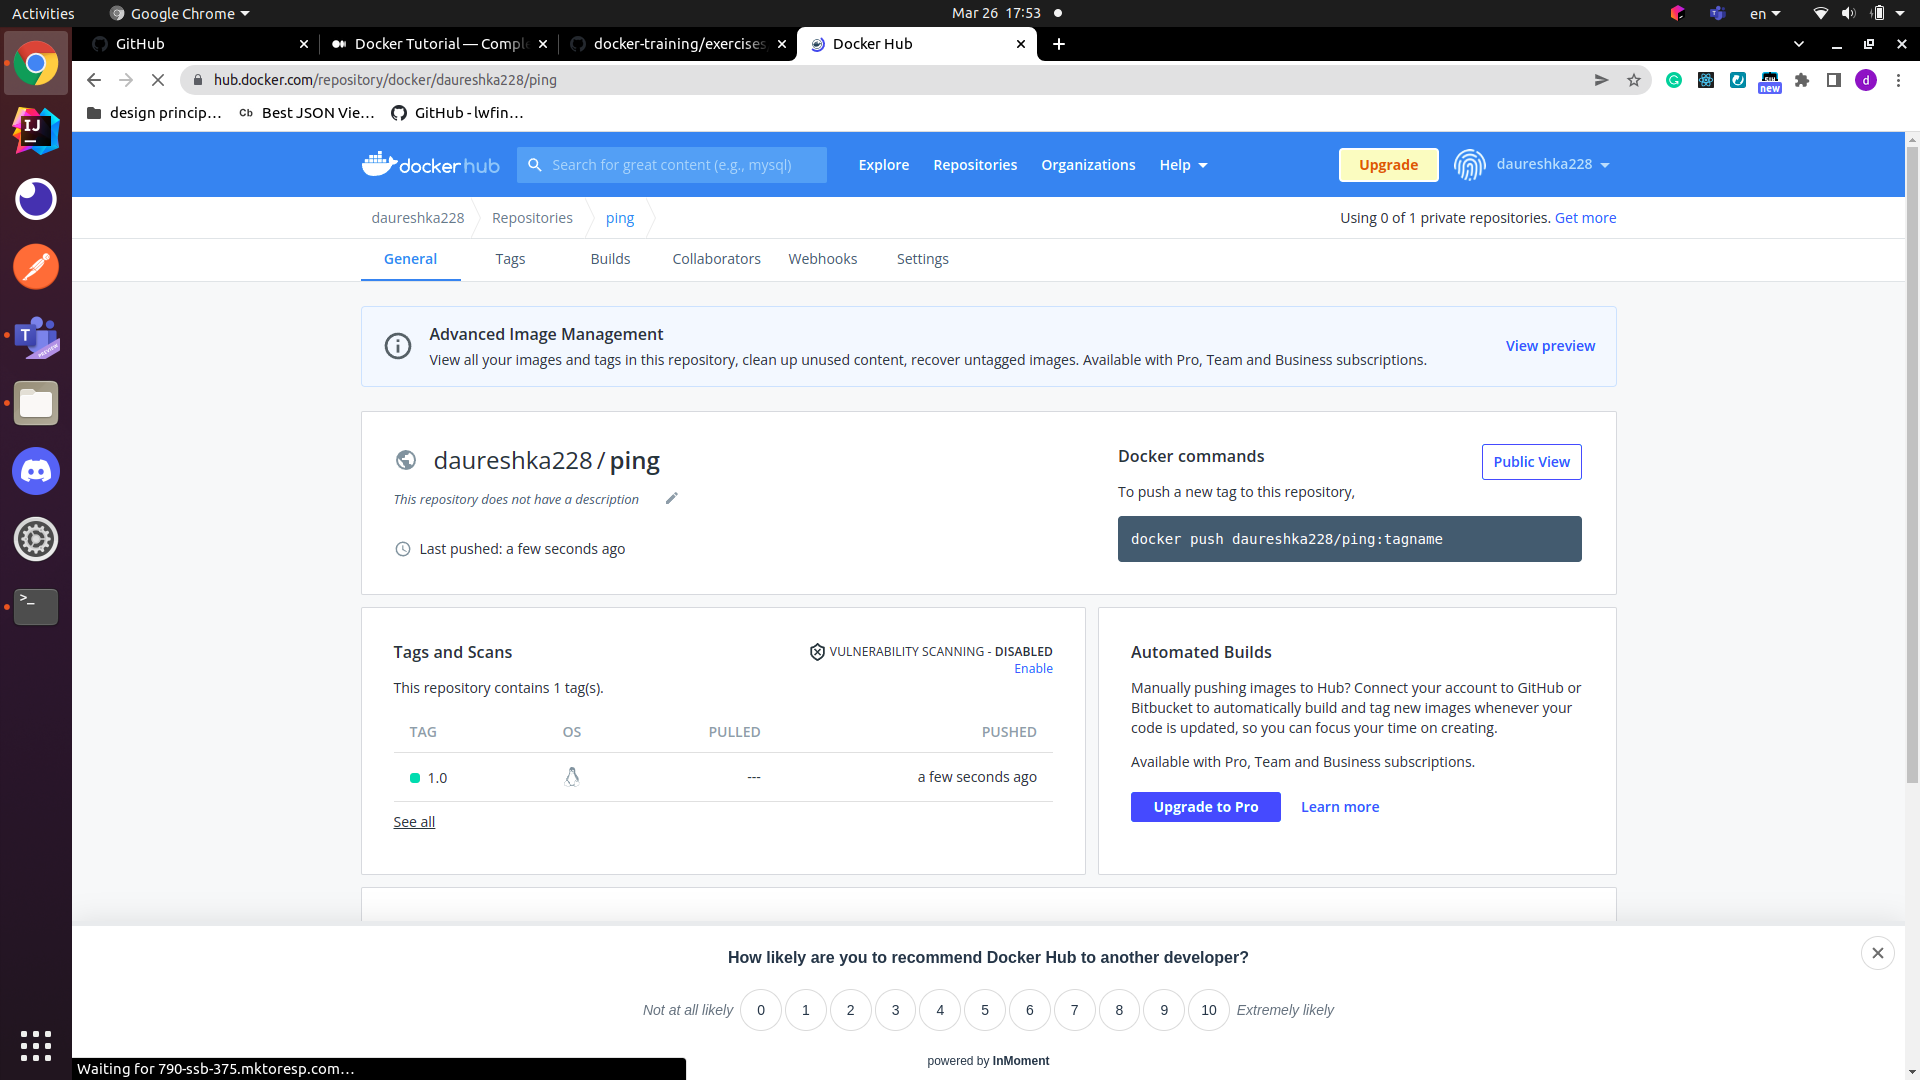 Activities
Google Chrome
Mar 26 17:53
en
GitHub
Docker Tutorial — Comple
docker-training/exercises
Docker Hub
hub.docker.com/repository/docker/daureshka228/ping
new
d
design princip…
Cb Best JSON Vie…
GitHub - lwfin…
docker hub
Search for great content (e.g., mysql)
Explore
Repositories
Organizations
Help
Upgrade
daureshka228
daureshka228
Repositories
ping
Using 0 of 1 private repositories. Get more
General
Tags
Builds
Collaborators
Webhooks
Settings
Advanced Image Management
View all your images and tags in this repository, clean up unused content, recover untagged images. Available with Pro, Team and Business subscriptions.
View preview
daureshka228 / ping
This repository does not have a description
Last pushed: a few seconds ago
Docker commands
Public View
To push a new tag to this repository,
docker push daureshka228/ping:tagname
Tags and Scans
VULNERABILITY SCANNING - DISABLED
Enable
This repository contains 1 tag(s).
TAG OS PULLED PUSHED
1.0 --- a few seconds ago
See all
Automated Builds
Manually pushing images to Hub? Connect your account to GitHub or
Bitbucket to automatically build and tag new images whenever your
code is updated, so you can focus your time on creating.
Available with Pro, Team and Business subscriptions.
Upgrade to Pro
Learn more
How likely are you to recommend Docker Hub to another developer?
Not at all likely 0 1 2 3 4 5 6 7 8 9 10 Extremely likely
powered by InMoment
Waiting for 790-ssb-375.mktoresp.com…
IJ
T
PREVIEW
>_